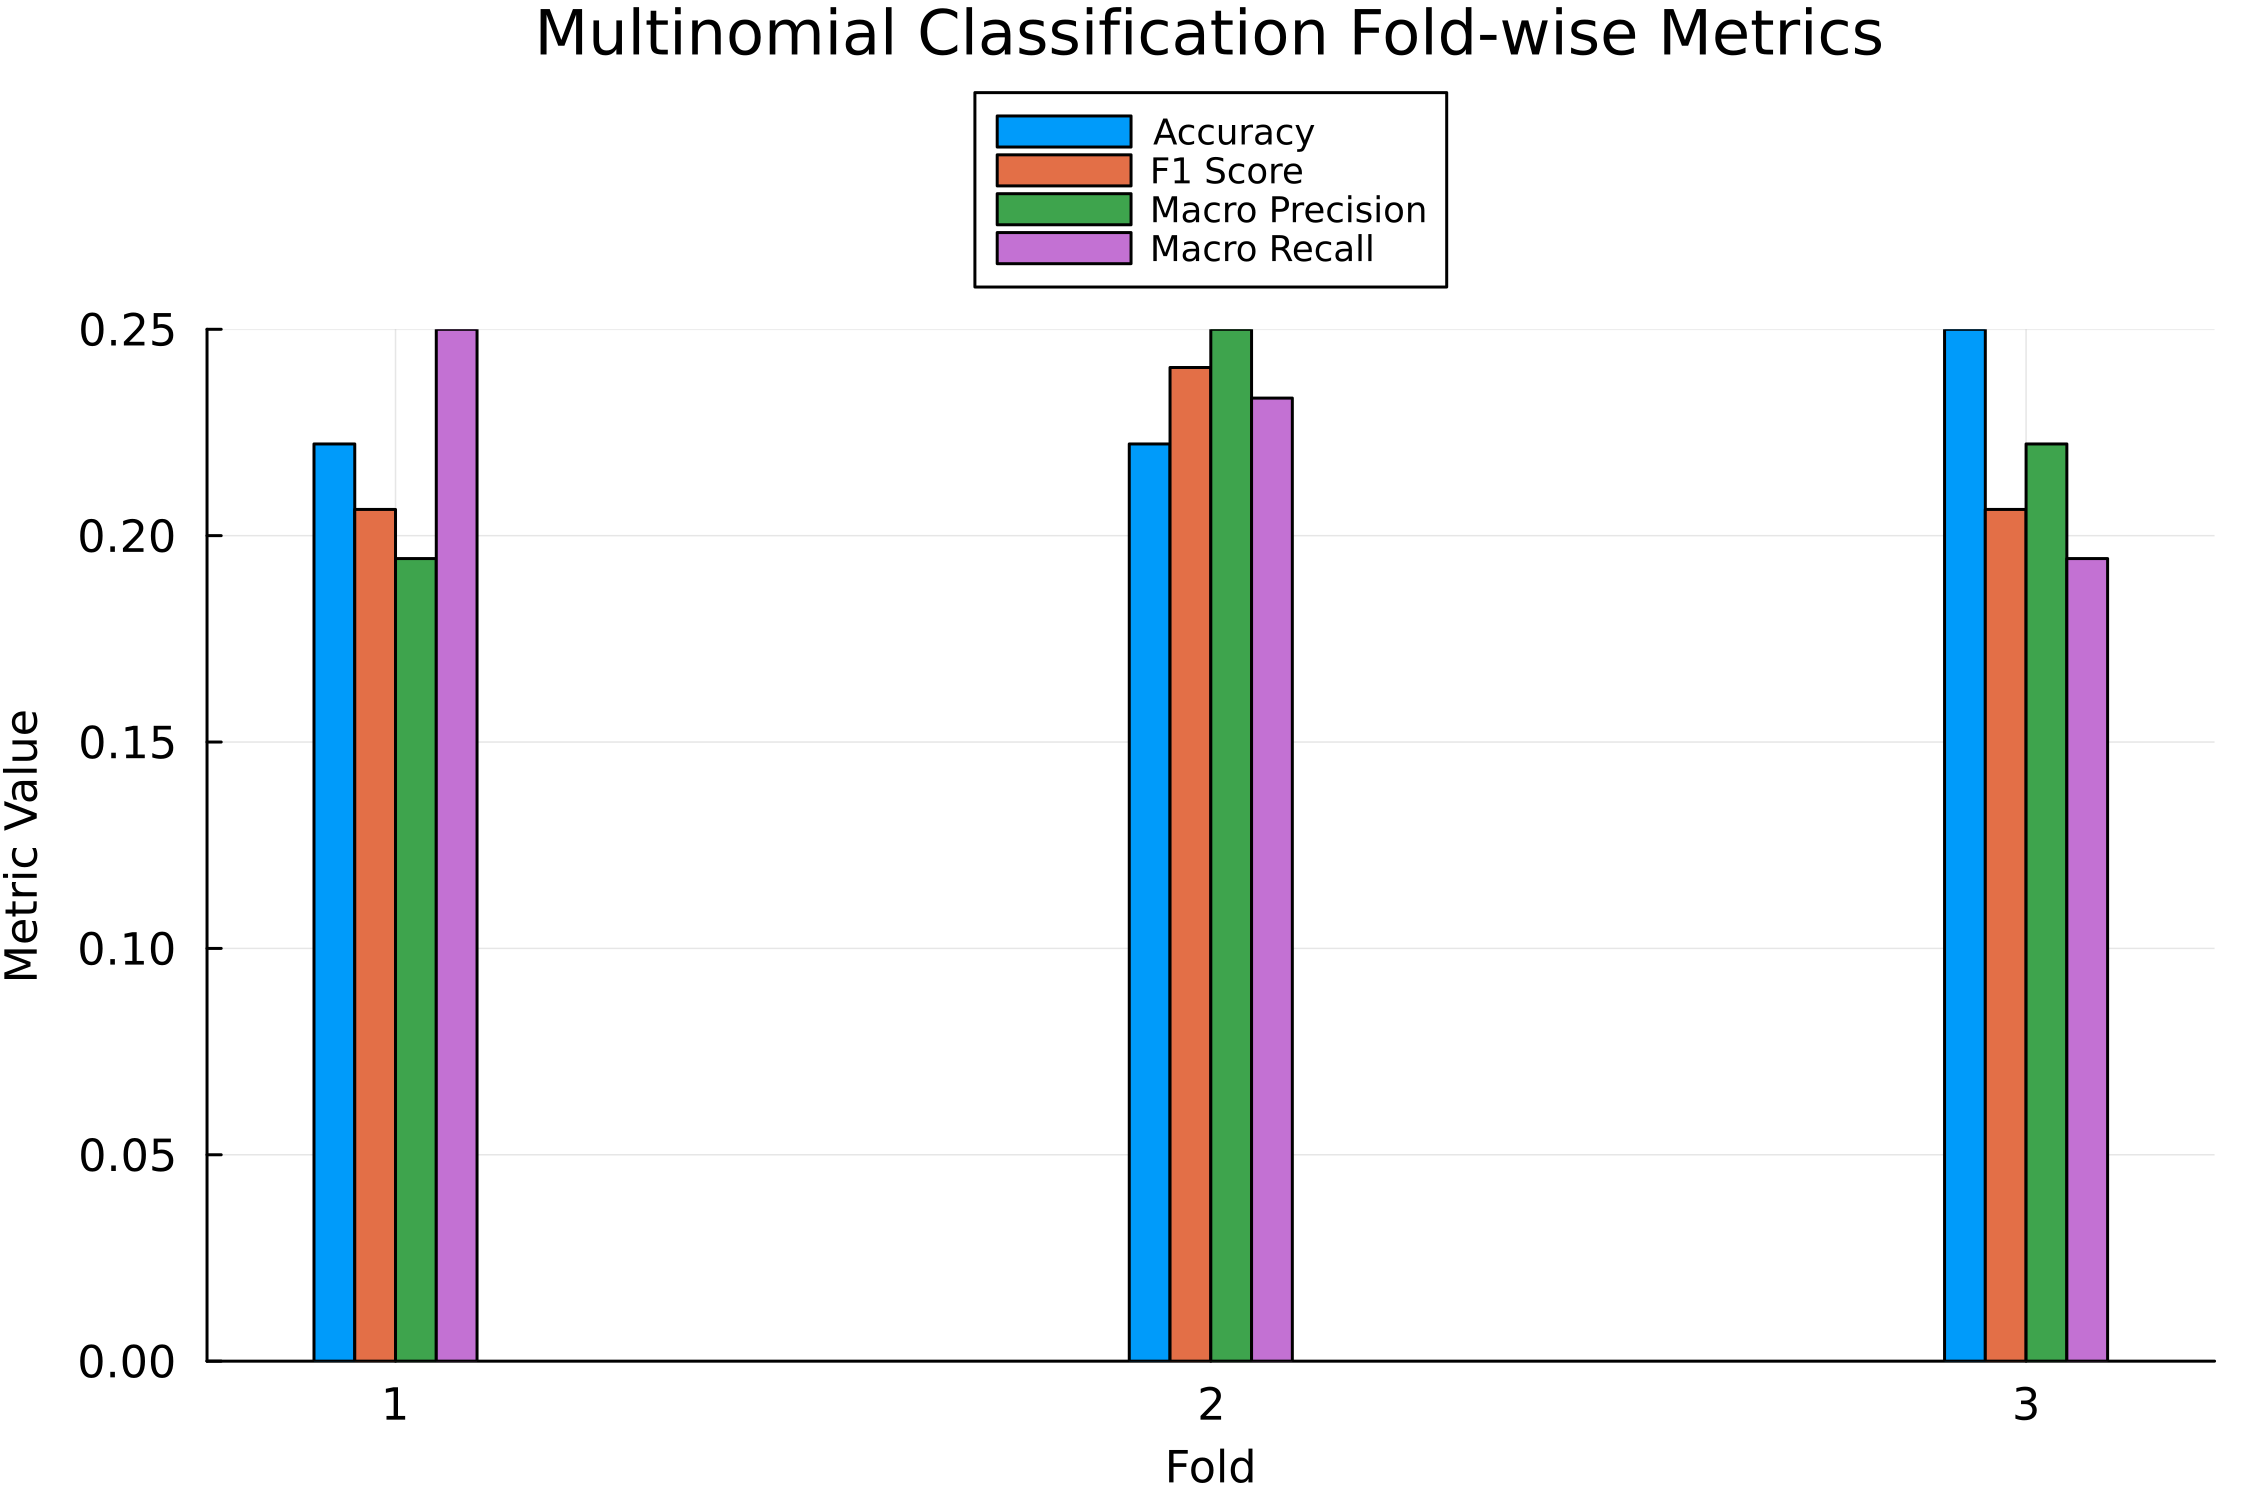 Multinomial Classification Fold-wise Metrics
Accuracy
F1 Score
Macro Precision
Macro Recall
0.25
0.20
0.15
0.10
0.05
0.00
Metric Value
1 2 3
Fold